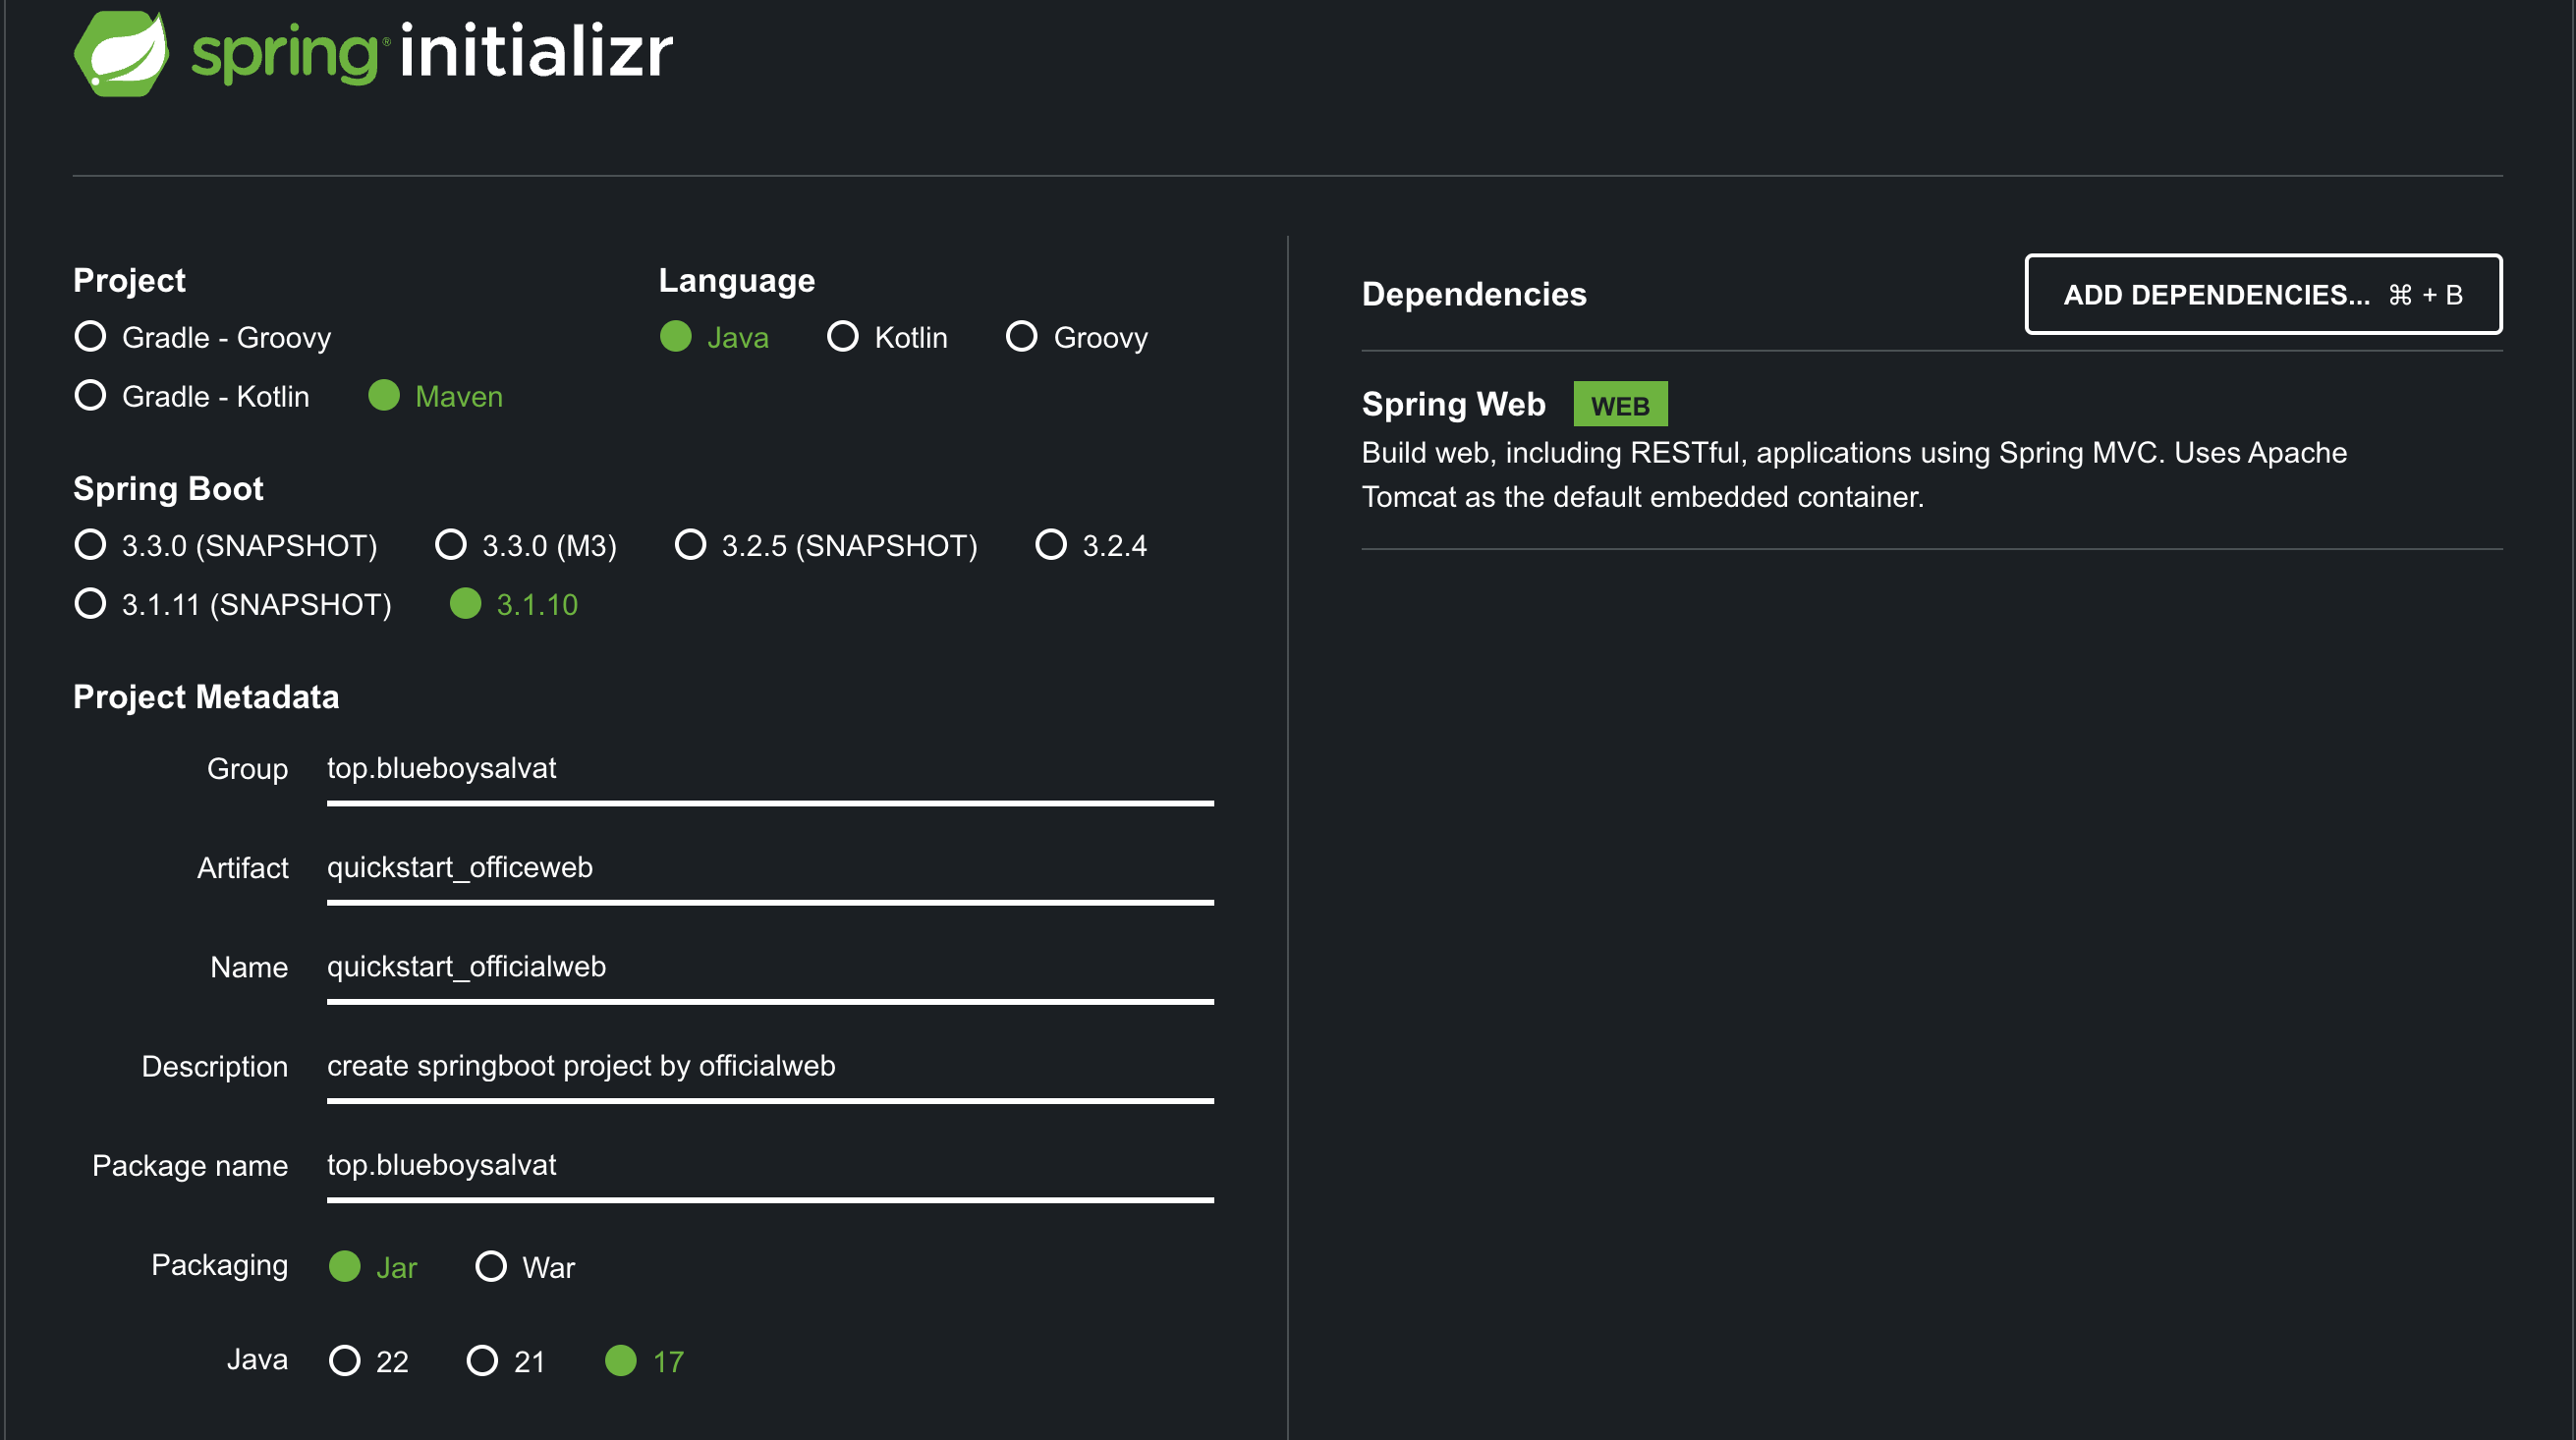 spring® initializr
Project
Gradle - Groovy
Gradle - Kotlin Maven
Language
Java Kotlin Groovy
Spring Boot
3.3.0 (SNAPSHOT) 3.3.0 (M3) 3.2.5 (SNAPSHOT) 3.2.4
3.1.11 (SNAPSHOT) 3.1.10
Project Metadata
Group top.blueboysalvat
Artifact quickstart_officeweb
Name quickstart_officialweb
Description create springboot project by officialweb
Package name top.blueboysalvat
Packaging Jar War
Java 22 21 17
Dependencies ADD DEPENDENCIES... ⌘ + B
Spring Web WEB
Build web, including RESTful, applications using Spring MVC. Uses Apache
Tomcat as the default embedded container.